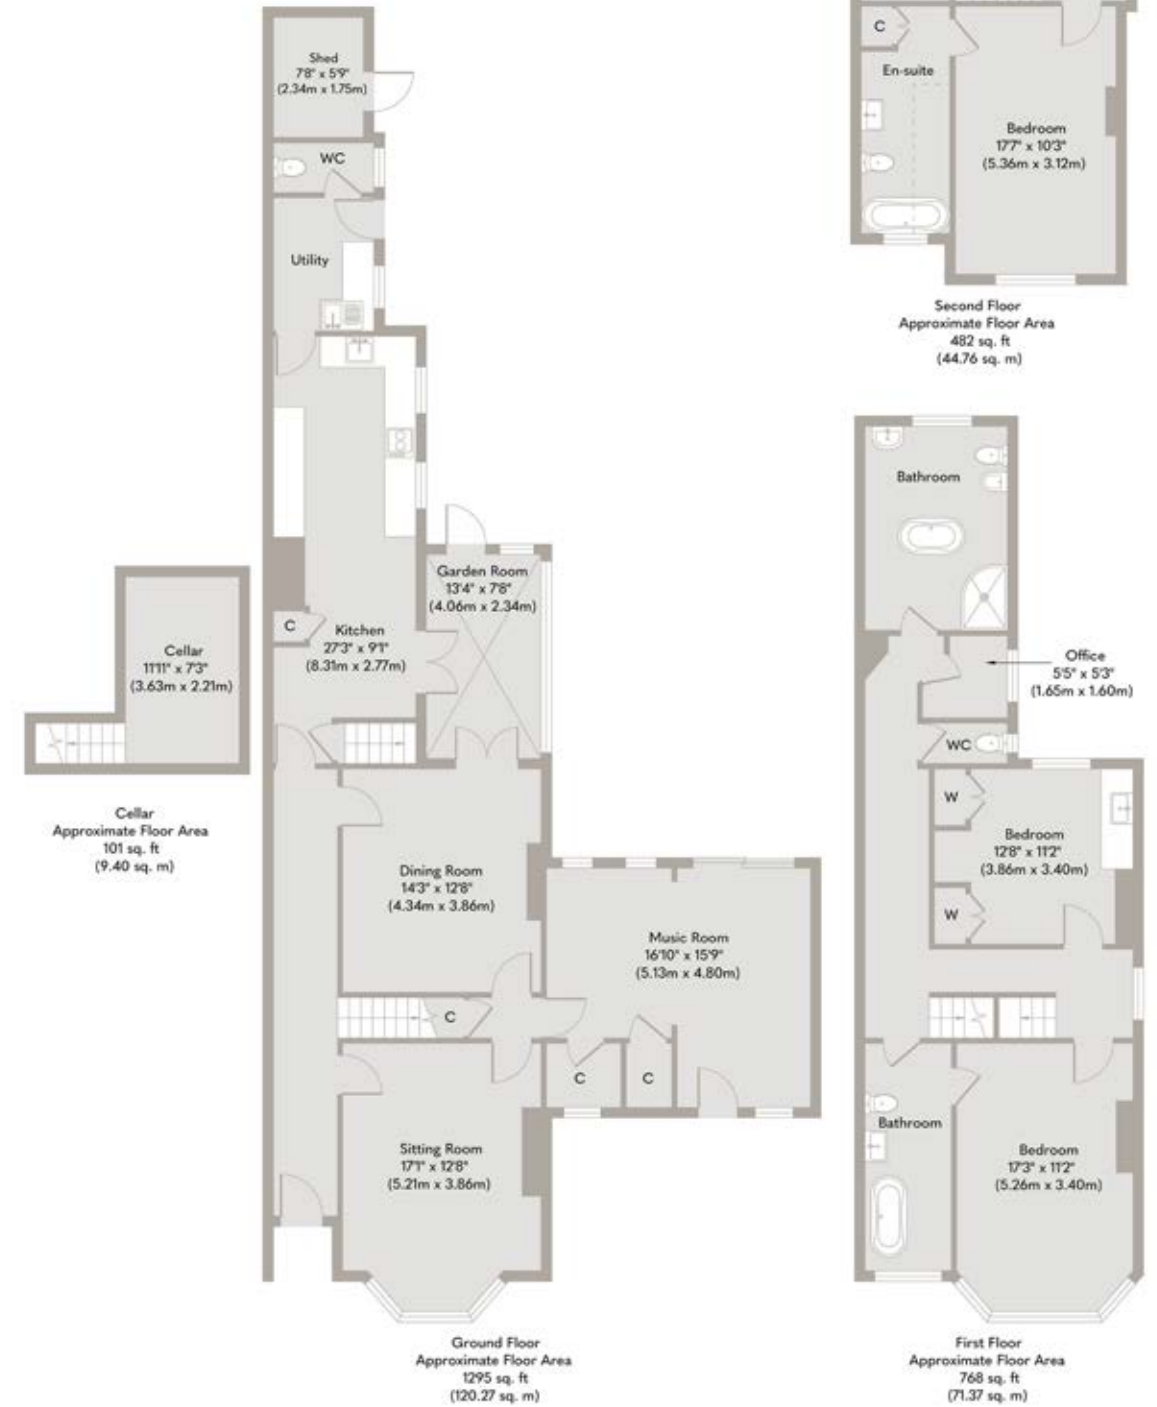 Shed
7'8" x 5'9"
(2.34m x 1.75m)
WC
Utility
Garden Room
13'4" x 7'8"
(4.06m x 2.34m)
C
Kitchen
27'3" x 9'1"
(8.31m x 2.77m)
Cellar
11'11" x 7'3"
(3.63m x 2.21m)
Cellar
Approximate Floor Area
101 sq. ft
(9.40 sq. m)
Dining Room
14'3" x 12'8"
(4.34m x 3.86m)
Music Room
16'10" x 15'9"
(5.13m x 4.80m)
C
C
C
Sitting Room
17'1" x 12'8"
(5.21m x 3.86m)
Ground Floor
Approximate Floor Area
1295 sq. ft
(120.27 sq. m)
C
En-suite
Bedroom
17'7" x 10'3"
(5.36m x 3.12m)
Second Floor
Approximate Floor Area
482 sq. ft
(44.76 sq. m)
Bathroom
Office
5'5" x 5'3"
(1.65m x 1.60m)
WC
W
Bedroom
12'8" x 11'2"
(3.86m x 3.40m)
W
Bathroom
Bedroom
17'3" x 11'2"
(5.26m x 3.40m)
First Floor
Approximate Floor Area
768 sq. ft
(71.37 sq. m)